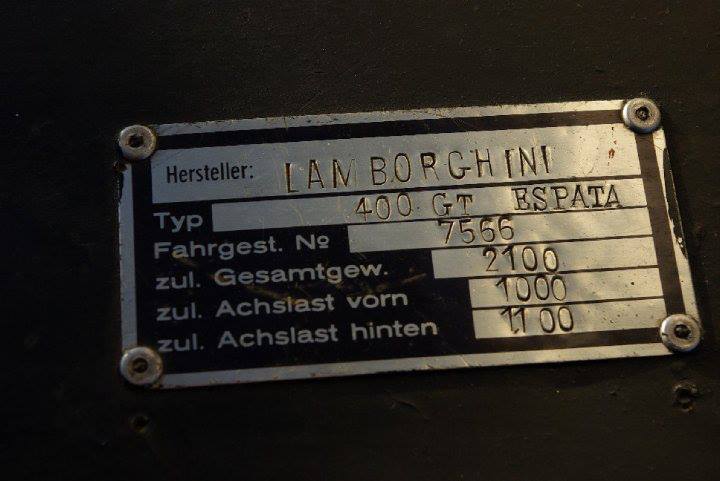 Hersteller: LAMBORGHINI
Typ 400 GT ESPATA
Fahrgest. No 7566
zul. Gesamtgew. 2100
zul. Achslast vorn 1000
zul. Achslast hinten 1100